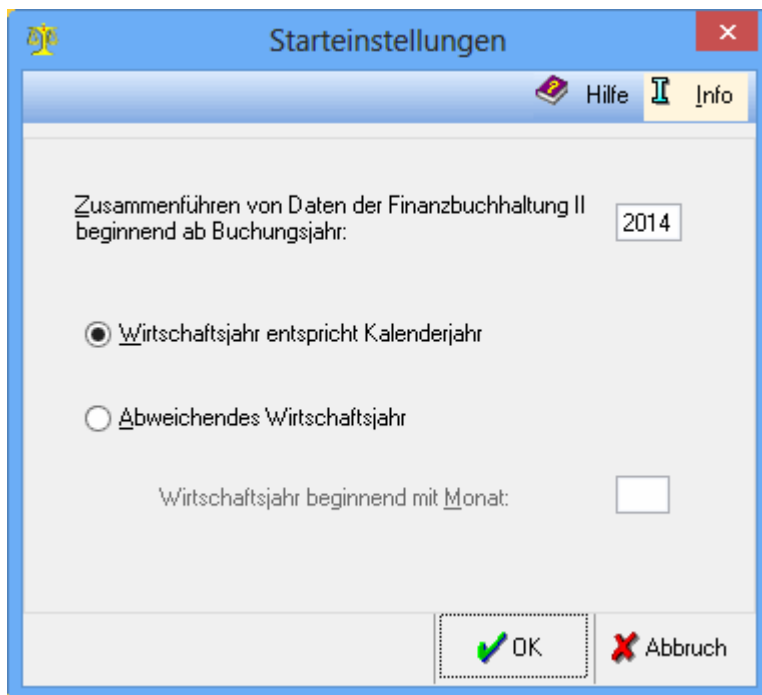 Starteinstellungen
Hilfe Info
Zusammenführen von Daten der Finanzbuchhaltung II
beginnend ab Buchungsjahr:
2014
Wirtschaftsjahr entspricht Kalenderjahr
Abweichendes Wirtschaftsjahr
Wirtschaftsjahr beginnend mit Monat:
OK Abbruch